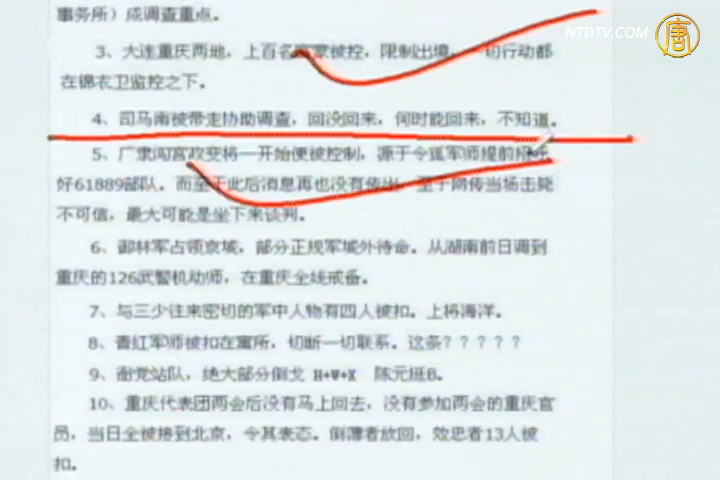 事务所）成调查重点。
NTDTV.COM
唐
3、大连重庆两地，上百名 被控，限制出境，一切行动都
在锦衣卫监控之下。
4、司马南被带走协助调查，回没回来，何时能回来，不知道。
5、广隶闯宫政变将一开始便被控制，源于令狐军师提前
好61889部队。而至于此后消息再也没有传出，至于网传当场击毙
不可信，最大可能是坐下来谈判。
6、御林军占领京城，部分正规军城外待命。从湖南前日调到
重庆的126武警机动师，在重庆全线戒备。
7、与三少往来密切的军中人物有四人被扣。上将海洋。
8、青红军师被扣在寓所，切断一切联系。这条？？？？？
9、 党站队，绝大部分倒戈 H+W+X 陈元挺B。
10、重庆代表团两会后没有马上回去，没有参加两会的重庆官
员，当日全被捲到北京，令其表态。倒薄者放回，效忠者13人被
扣。